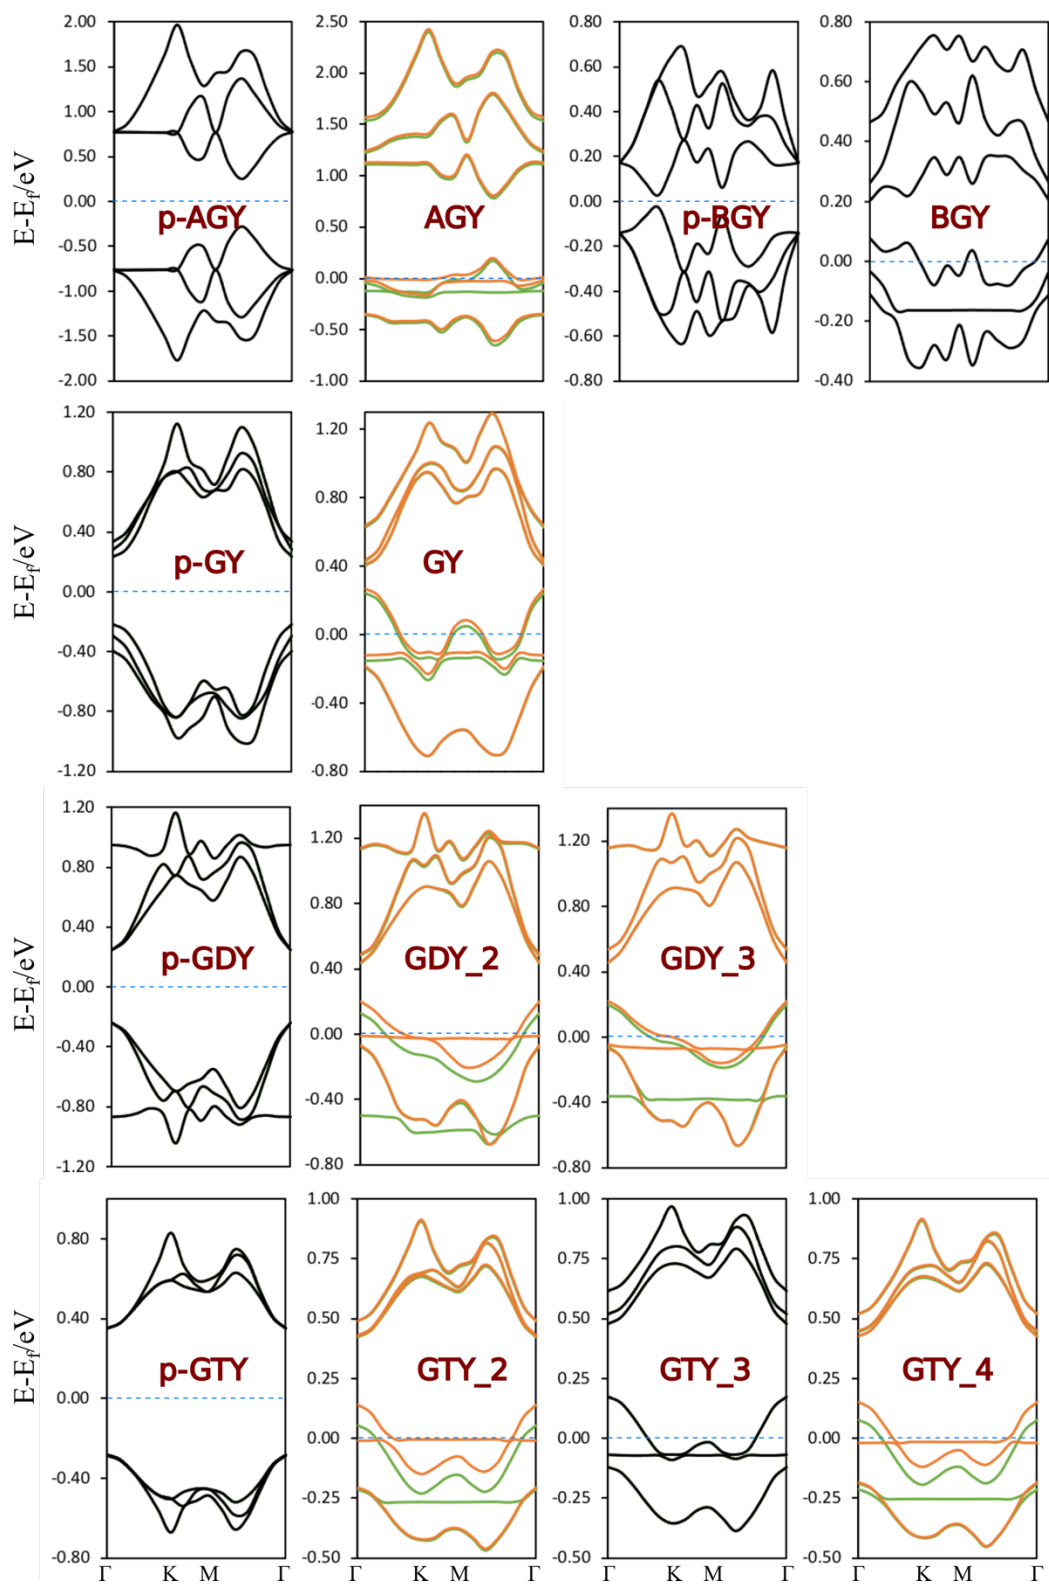 2.00 2.50 0.80 0.80
1.50 2.00 0.60 0.60
1.00 1.50 0.40 0.40
0.50 1.00 0.20 0.20
E-Ef/eV 0.00 p-AGY 0.50 AGY 0.00 p-BGY 0.00 BGY
-0.50 0.00 -0.20
-1.00 -0.40 -0.20
-1.50 -0.50 -0.60
-2.00 -1.00 -0.80 -0.40
1.20 1.20
0.80 0.80
0.40 0.40
E-Ef/eV p-GY GY
0.00 0.00
-0.40 -0.40
-0.80
-1.20 -0.80
1.20 1.20 1.20
0.80 0.80 0.80
0.40 0.40 0.40
E-Ef/eV p-GDY GDY_2 GDY_3
0.00 0.00 0.00
-0.40 -0.40 -0.40
-0.80
-1.20 -0.80 -0.80
1.00 1.00 1.00
0.80 0.75 0.75 0.75
0.40 0.50 0.50 0.50
E-Ef/eV p-GTY 0.25 GTY_2 0.25 GTY_3 0.25 GTY_4
0.00 0.00 0.00 0.00
-0.40 -0.25 -0.25 -0.25
-0.80 -0.50 -0.50 -0.50
Γ K M Γ Γ K M Γ Γ K M Γ Γ K M Γ